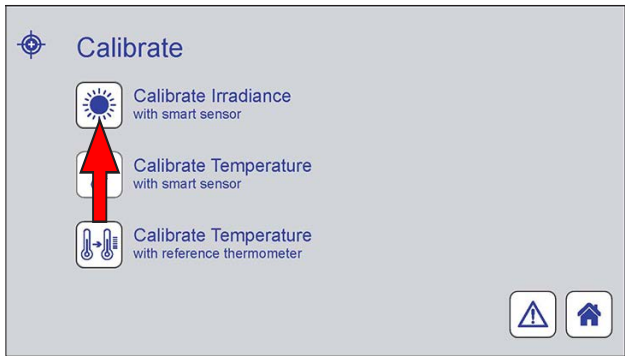 Calibrate
Calibrate Irradiance
with smart sensor
Calibrate Temperature
with smart sensor
Calibrate Temperature
with reference thermometer